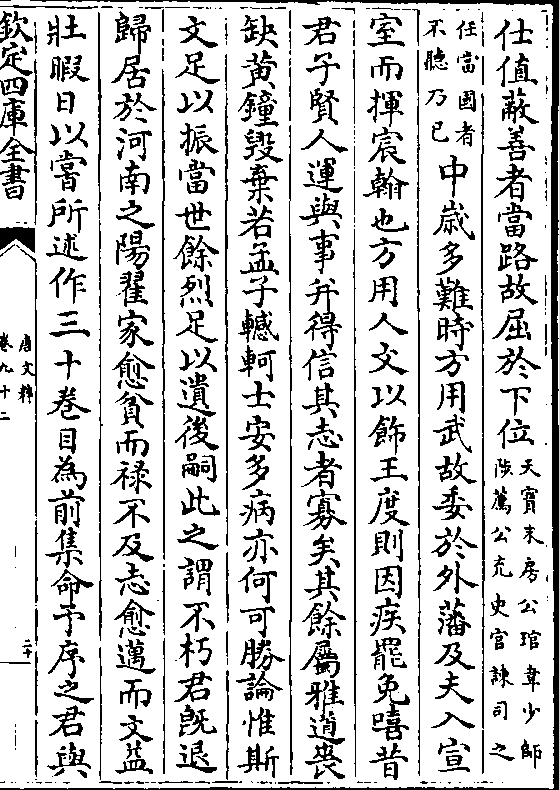 仕值蔽善者當路故屈於下位天寶末房公琯韋少師
陟薦公充史官諫司之
任當國者
不聽乃已中歲多難時方用武故委於外藩及夫入宣
室而揮宸翰也方用人文以飾王度則因疾罷免嘻昔
君子賢人運與事并得信其志者寡矣其餘屬雅道喪
缺黃鐘毀棄若孟子轗軻士安多病亦何可勝論惟斯
文足以振當世餘烈足以遺後嗣此之謂不朽君既退
歸居於河南之陽翟家愈貧而祿不及志愈邁而文益
壯暇日以嘗所述作三十卷目為前集命予序之君與
欽定四庫全書
唐文粹
卷九十二
二十